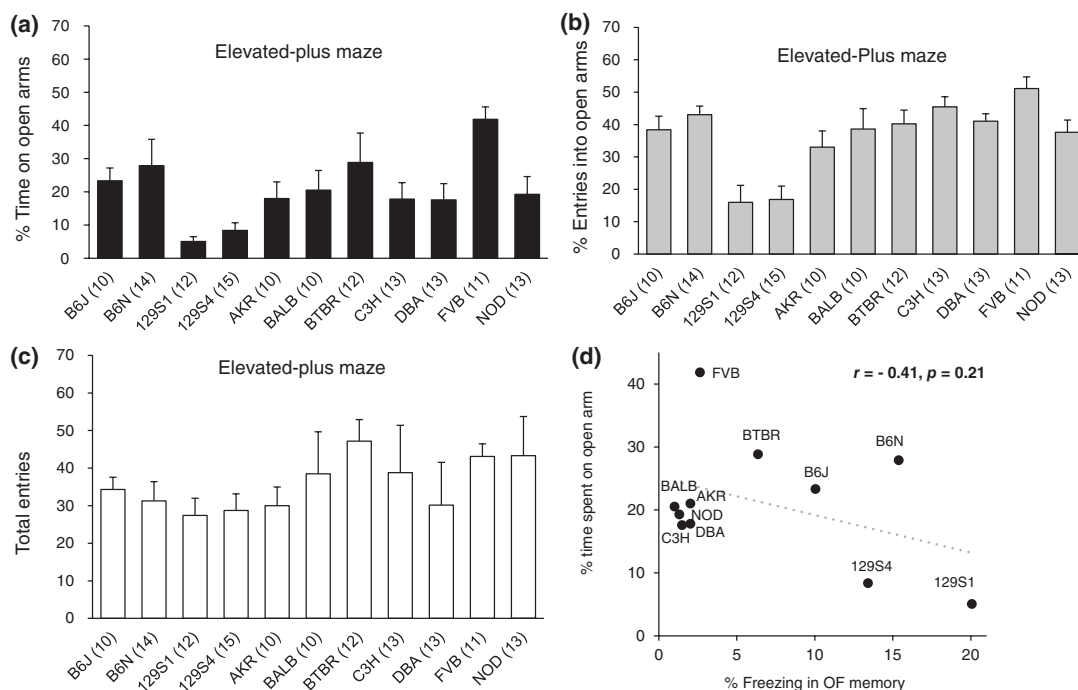 (a)
Elevated-plus maze
% Time on open arms
70
60
50
40
30
20
10
0
B6J (10)
B6N (14)
129S1 (12)
129S4 (15)
AKR (10)
BALB (10)
BTBR (12)
C3H (13)
DBA (13)
FVB (11)
NOD (13)
(b)
Elevated-Plus maze
% Entries into open arms
70
60
50
40
30
20
10
0
B6J (10)
B6N (14)
129S1 (12)
129S4 (15)
AKR (10)
BALB (10)
BTBR (12)
C3H (13)
DBA (13)
FVB (11)
NOD (13)
(c)
Elevated-plus maze
Total entries
70
60
50
40
30
20
10
0
B6J (10)
B6N (14)
129S1 (12)
129S4 (15)
AKR (10)
BALB (10)
BTBR (12)
C3H (13)
DBA (13)
FVB (11)
NOD (13)
(d)
r = - 0.41, p = 0.21
% time spent on open arm
40
30
20
10
0
FVB
BTBR
B6N
B6J
BALB
AKR
NOD
C3H
DBA
129S4
129S1
0
5
10
15
20
% Freezing in OF memory